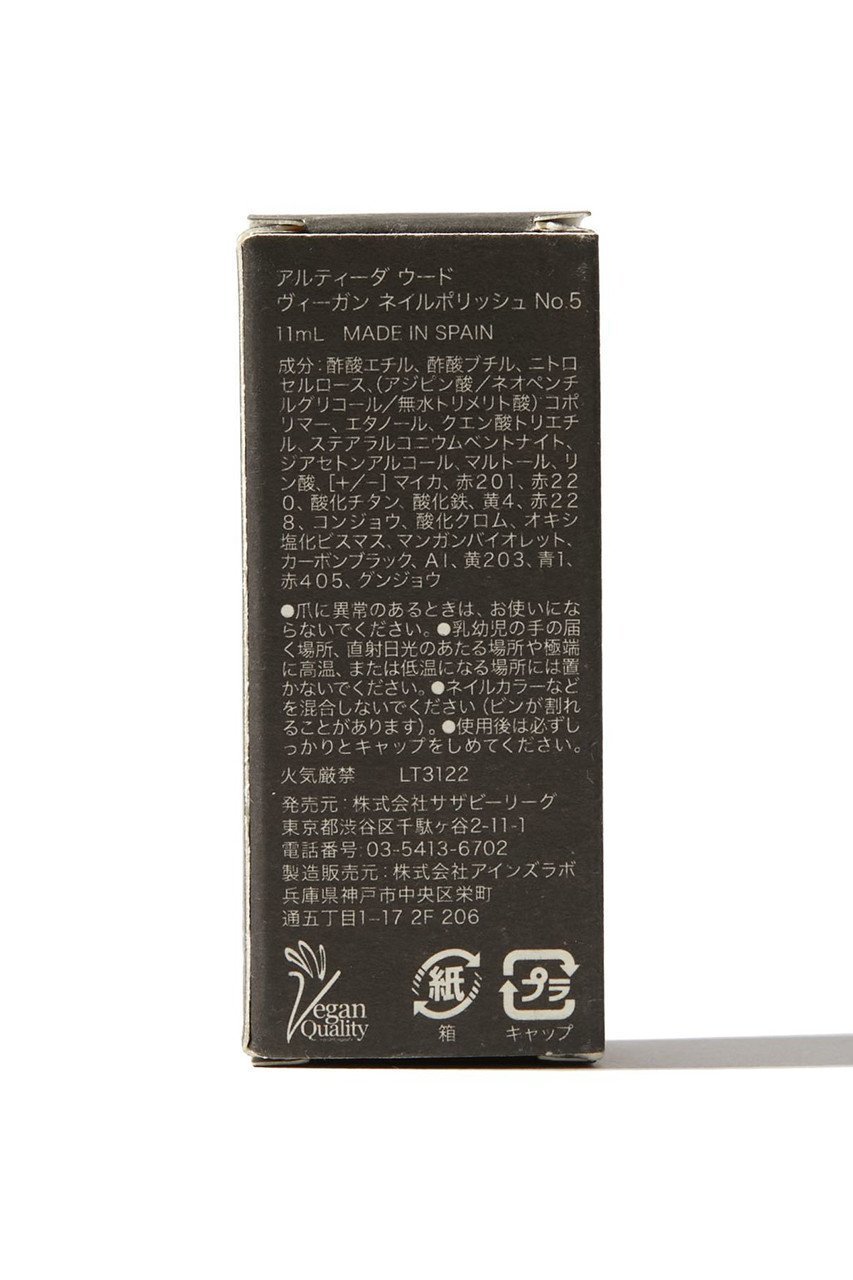 アルティーダ ウード
ヴィーガン ネイルポリッシュ No.5
11mL MADE IN SPAIN
成分：酢酸エチル、酢酸ブチル、ニトロ
セルロース、（アジピン酸／ネオペンチ
ルグリコール／無水トリメリト酸）コポ
リマー、エタノール、クエン酸トリエチ
ル、ステアラルコニウムベントナイト、
ジアセトンアルコール、マルトール、リ
ン酸、[＋／－]マイカ、赤201、赤22
0、酸化チタン、酸化鉄、黄4、赤22
8、コンジョウ、酸化クロム、オキシ
塩化ビスマス、マンガンバイオレット、
カーボンブラック、Al、黄203、青1、
赤405、グンジョウ
●爪に異常のあるときは、お使いにな
らないでください。●乳幼児の手の届
く場所、直射日光のあたる場所や極端
に高温、または低温になる場所には置
かないでください。●ネイルカラーなど
を混合しないでください（ビンが割れ
ることがあります）。●使用後は必ずし
っかりとキャップをしめてください。
火気厳禁 LT3122
発売元：株式会社サザビーリーグ
東京都渋谷区千駄ヶ谷2-11-1
電話番号:03-5413-6702
製造販売元：株式会社アインズラボ
兵庫県神戸市中央区栄町
通五丁目1-17 2F 206
Vegan
Quality
紙
箱
プラ
キャップ